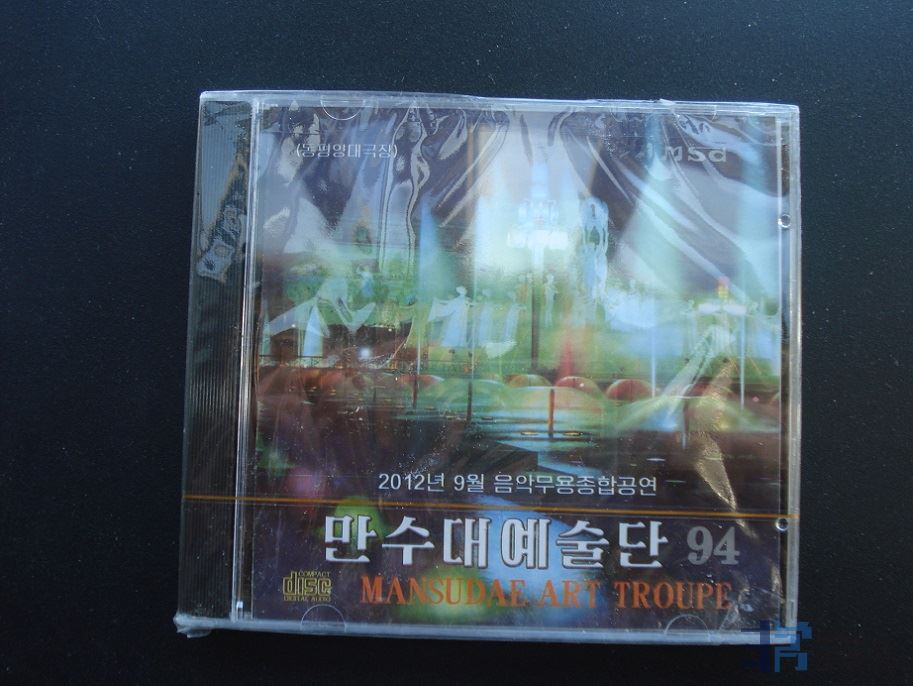 (동평양대극장)
msd
2012년 9월 음악무용종합공연
만수대예술단 94
MANSUDAE ART TROUPE
COMPACT
disc
DIGITAL AUDIO